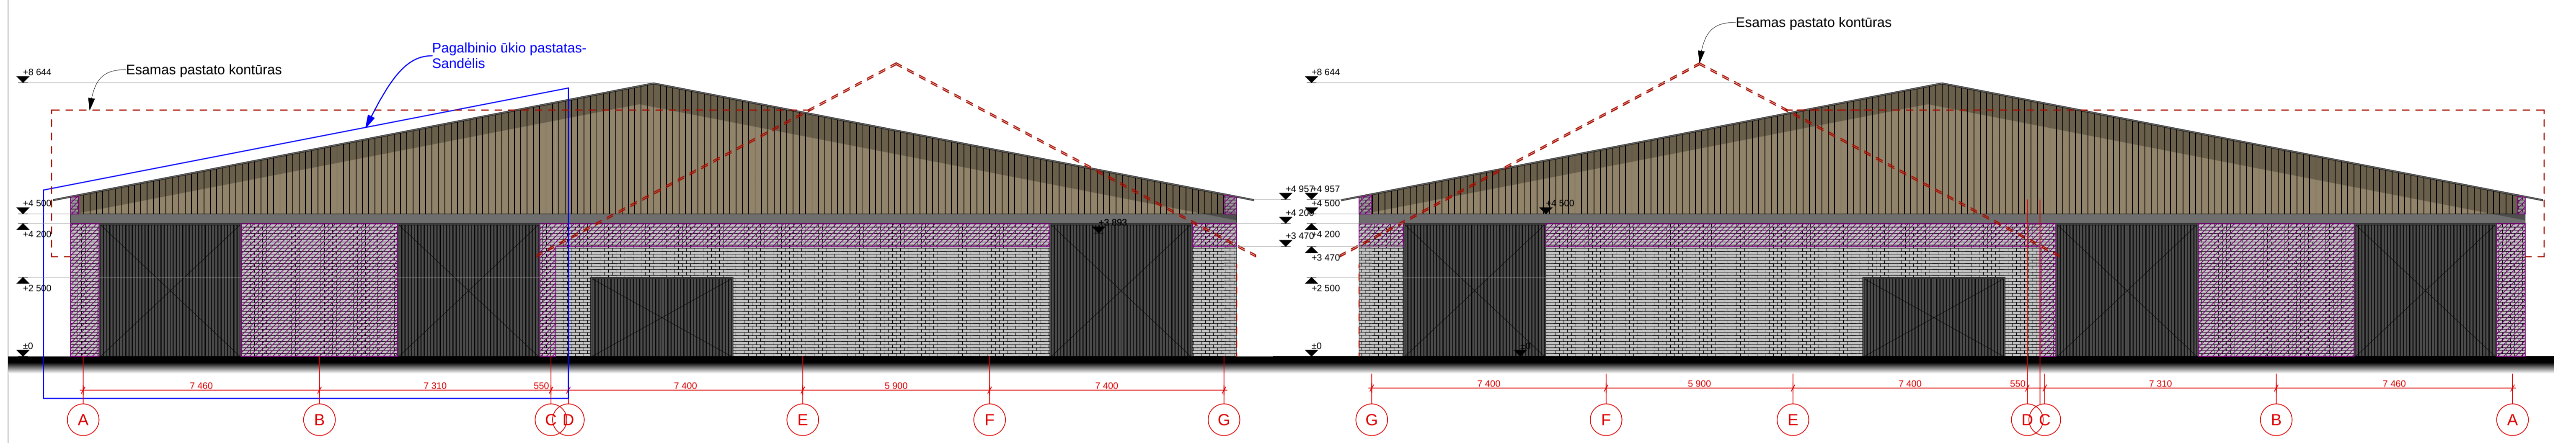 Esamas pastato kontūras
Pagalbinio ūkio pastatas-
Sandėlis
Esamas pastato kontūras
+8 644
+8 644
+4 957
+4 957
+4 500
+4 500
+4 500
+4 200
+4 200
+3 893
+4 200
+3 470
+3 470
+2 500
+2 500
±0
±0
±0
7 460
7 310
550
7 400
5 900
7 400
7 400
5 900
7 400
550
7 310
7 460
A
B
C
D
E
F
G
G
F
E
D
C
B
A